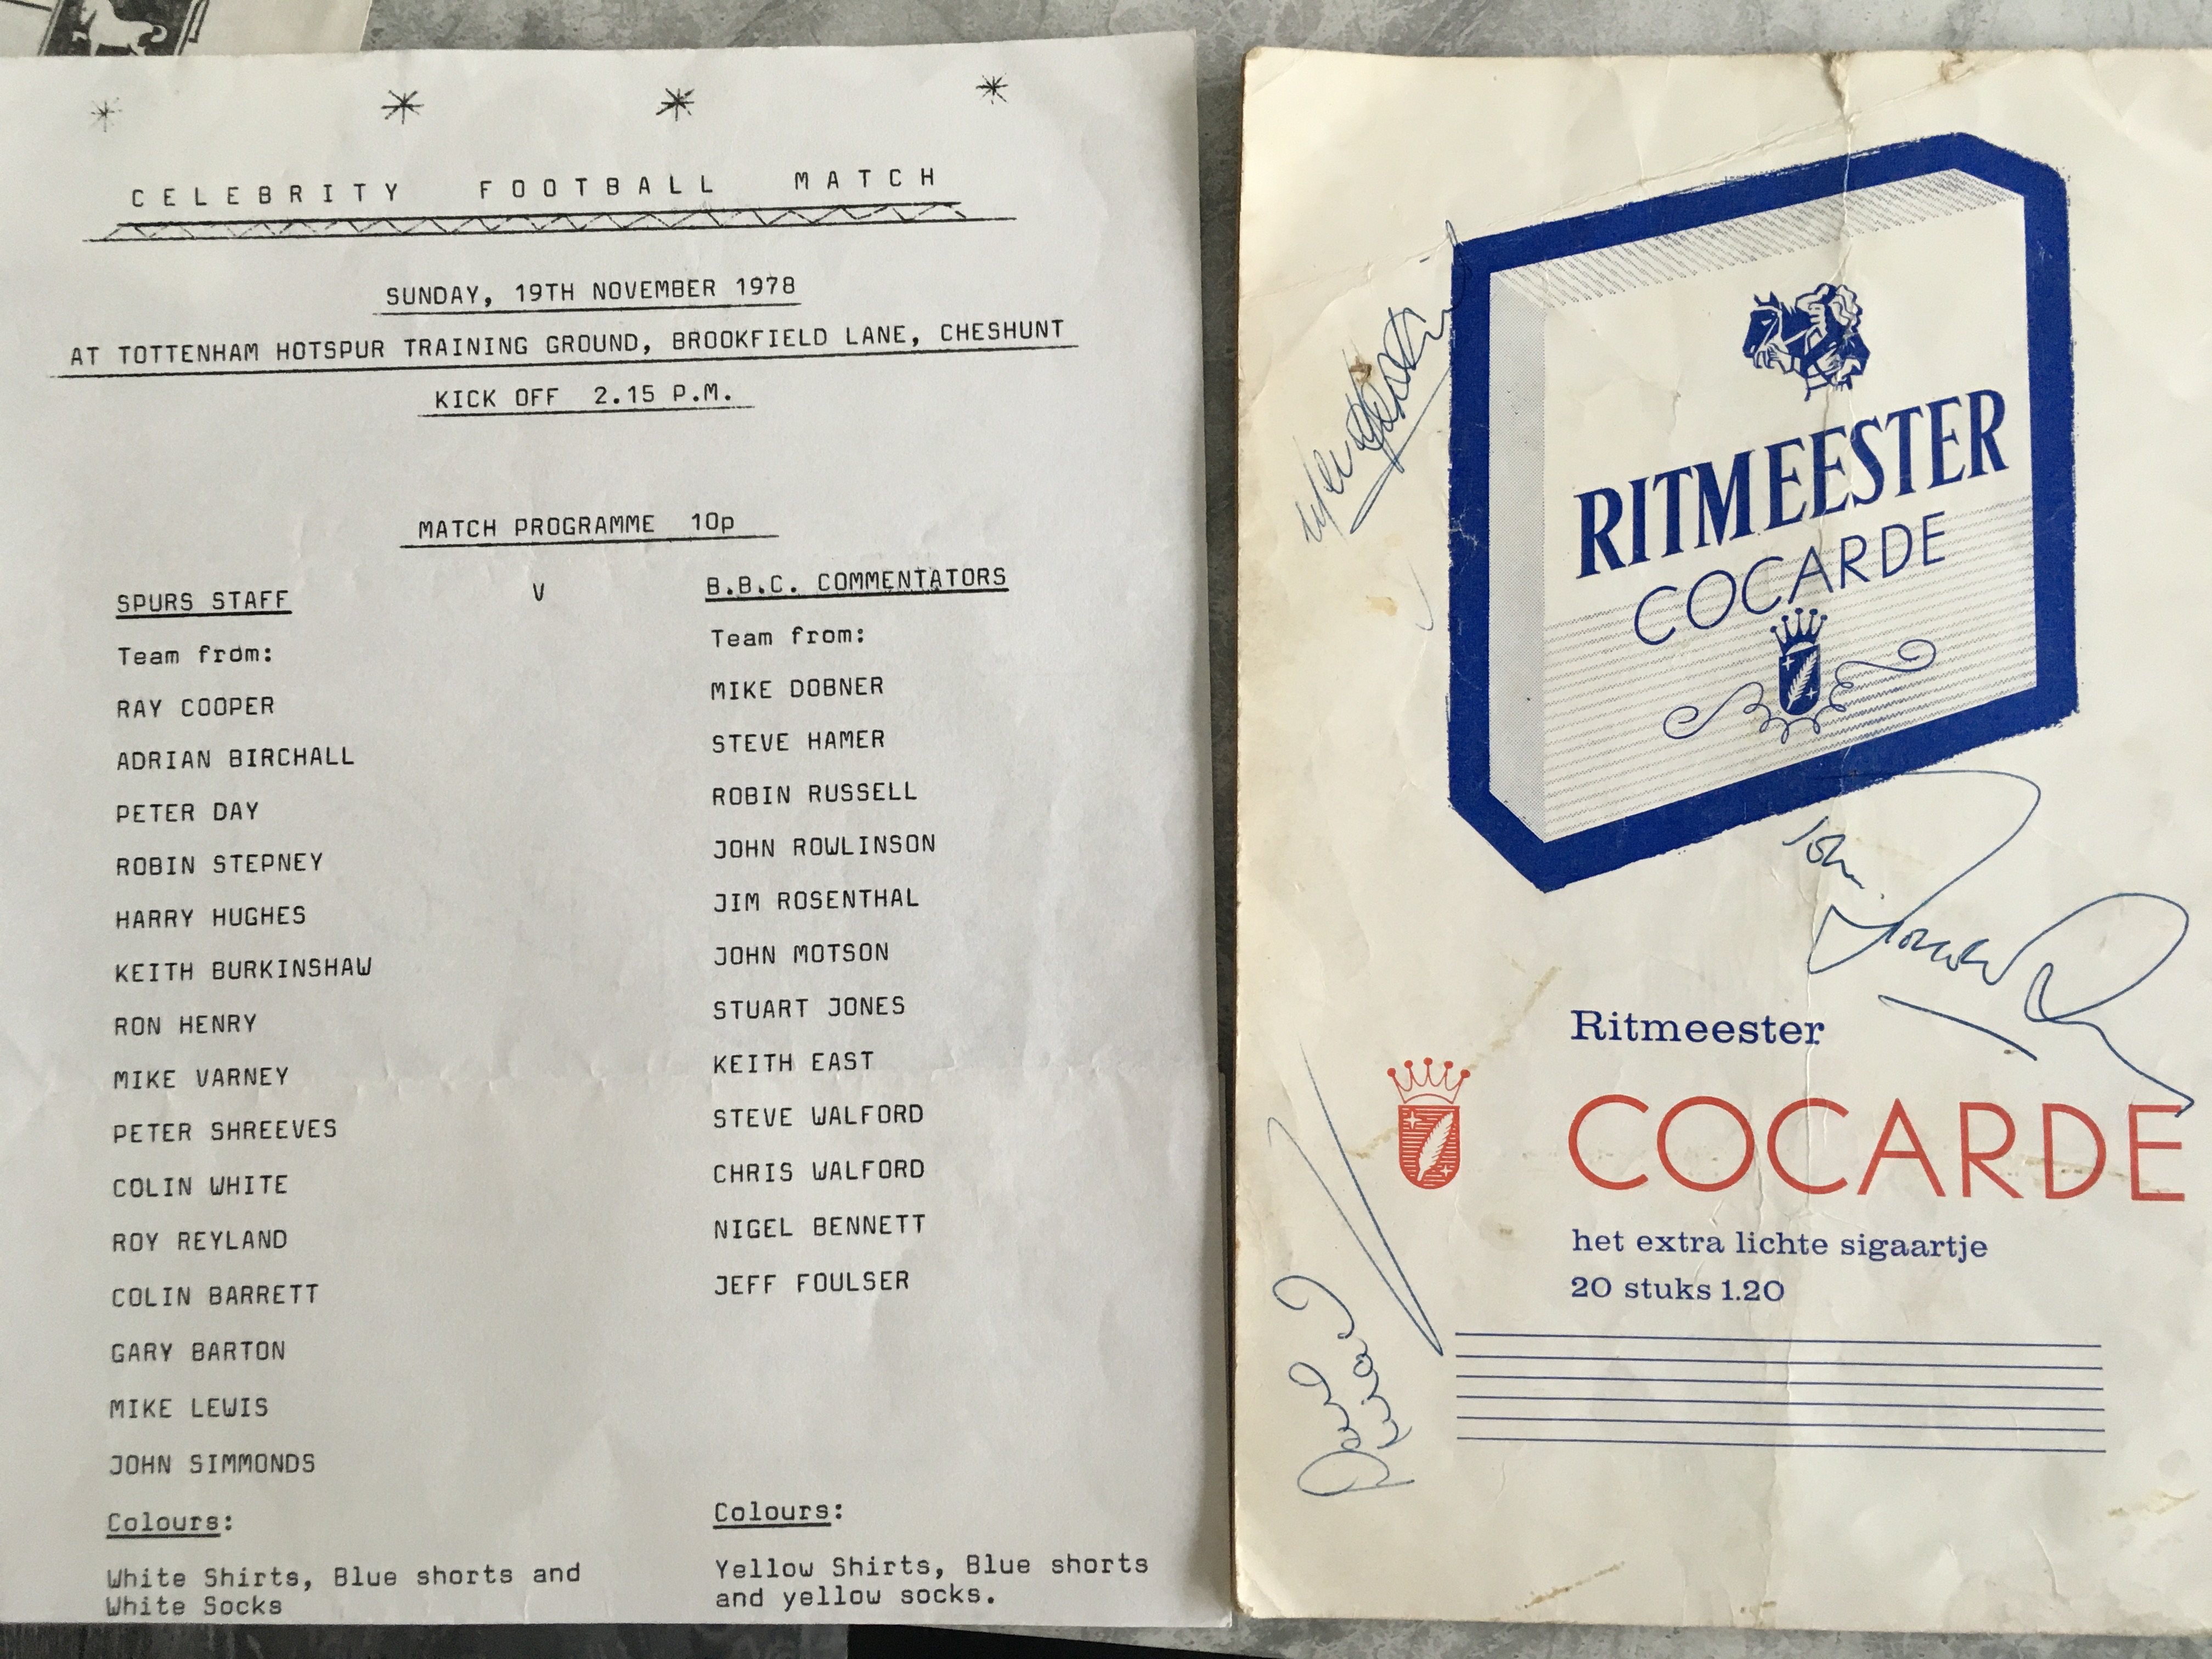 CELEBRITY FOOTBALL MATCH
SUNDAY, 19TH NOVEMBER 1978
AT TOTTENHAM HOTSPUR TRAINING GROUND, BROOKFIELD LANE, CHESHUNT
KICK OFF 2.15 P.M.
MATCH PROGRAMME 10p
SPURS STAFF V B.B.C. COMMENTATORS
Team from:
RAY COOPER
ADRIAN BIRCHALL
PETER DAY
ROBIN STEPNEY
HARRY HUGHES
KEITH BURKINSHAW
RON HENRY
MIKE VARNEY
PETER SHREEVES
COLIN WHITE
ROY REYLAND
COLIN BARRETT
GARY BARTON
MIKE LEWIS
JOHN SIMMONDS
Colours:
White Shirts, Blue shorts and
White Socks
Team from:
MIKE DOBNER
STEVE HAMER
ROBIN RUSSELL
JOHN ROWLINSON
JIM ROSENTHAL
JOHN MOTSON
STUART JONES
KEITH EAST
STEVE WALFORD
CHRIS WALFORD
NIGEL BENNETT
JEFF FOULSER
Colours:
Yellow Shirts, Blue shorts
and yellow socks.
RITMEESTER
COCARDE
John
Ritmeester
COCARDE
het extra lichte sigaartje
20 stuks 1.20